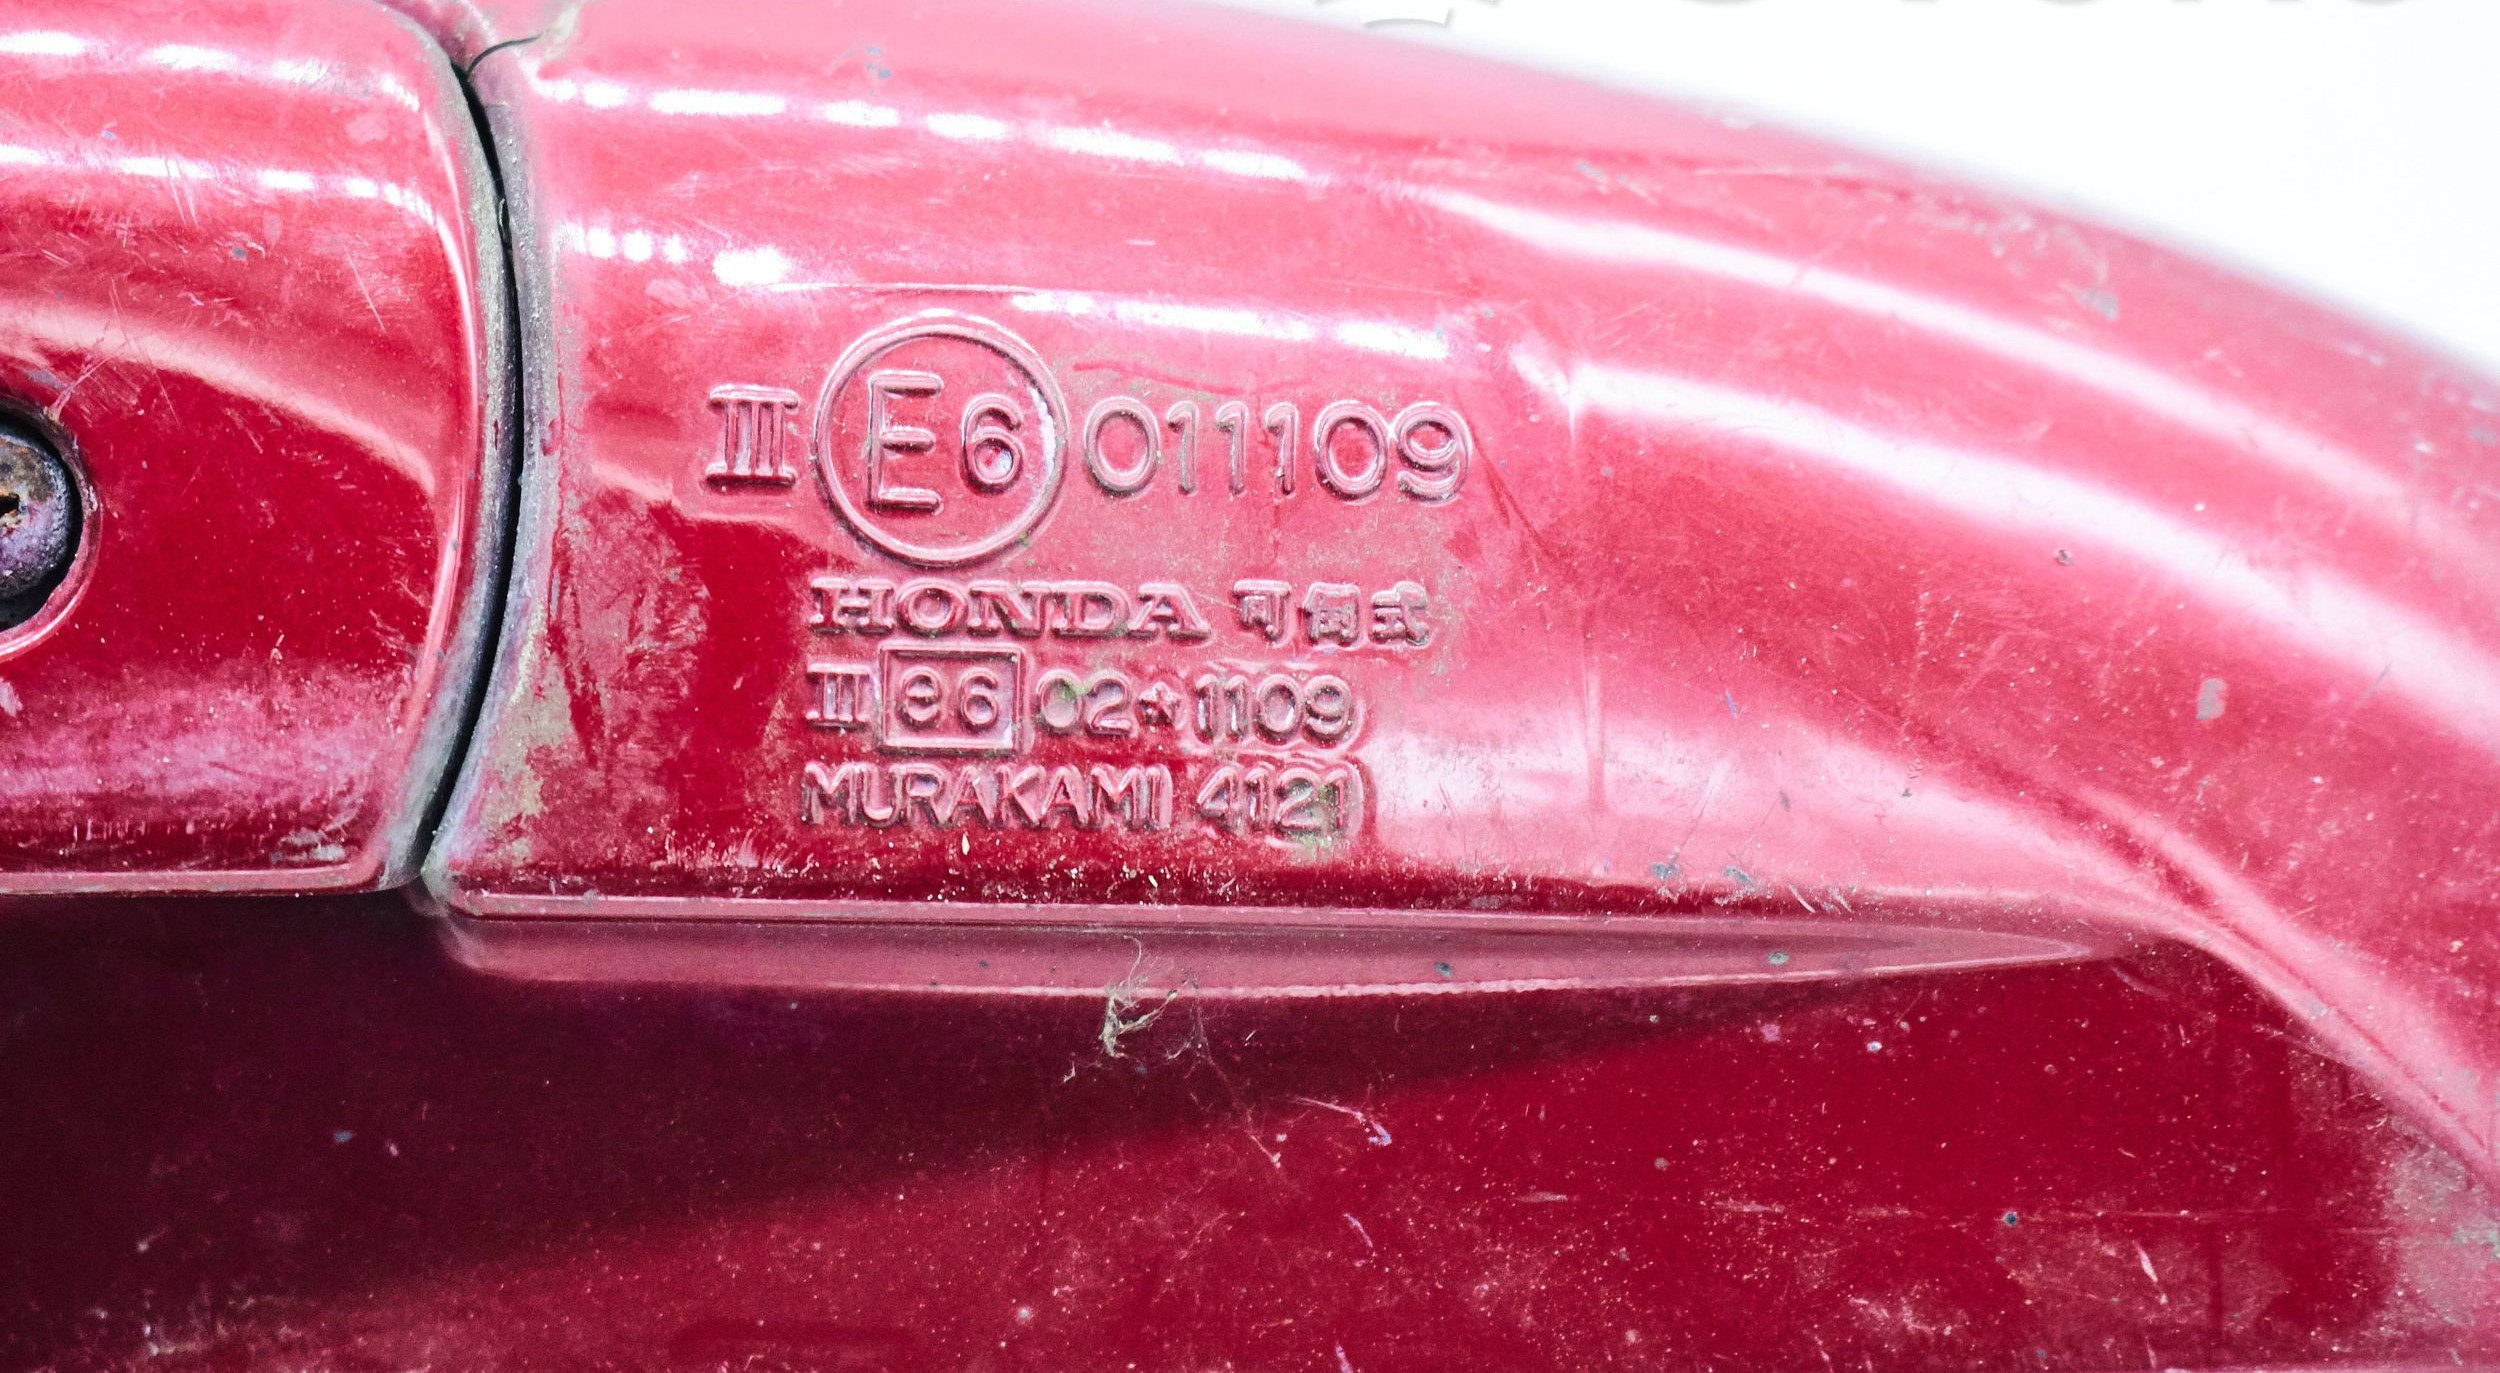 III E6 011109
HONDA 可倒式
III e6 02☆1109
MURAKAMI 4121